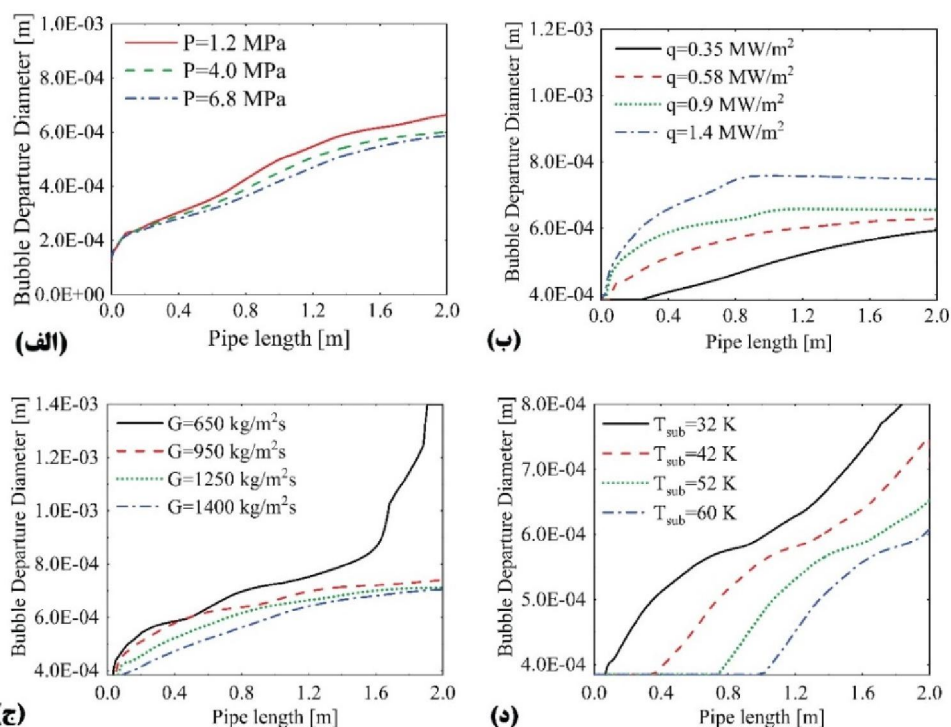 Bubble Departure Diameter [m]
1.0E-03
8.0E-04
6.0E-04
4.0E-04
2.0E-04
0.0E+00
P=1.2 MPa
P=4.0 MPa
P=6.8 MPa
0.0 0.4 0.8 1.2 1.6 2.0
Pipe length [m]
(الف)
Bubble Departure Diameter [m]
1.2E-03
1.0E-03
8.0E-04
6.0E-04
4.0E-04
q=0.35 MW/m²
q=0.58 MW/m²
q=0.9 MW/m²
q=1.4 MW/m²
0.0 0.4 0.8 1.2 1.6 2.0
Pipe length [m]
(ب)
Bubble Departure Diameter [m]
1.4E-03
1.2E-03
1.0E-03
8.0E-04
6.0E-04
4.0E-04
G=650 kg/m²s
G=950 kg/m²s
G=1250 kg/m²s
G=1400 kg/m²s
0.0 0.4 0.8 1.2 1.6 2.0
Pipe length [m]
(ج)
Bubble Departure Diameter [m]
8.0E-04
7.0E-04
6.0E-04
5.0E-04
4.0E-04
T_sub=32 K
T_sub=42 K
T_sub=52 K
T_sub=60 K
0.0 0.4 0.8 1.2 1.6 2.0
Pipe length [m]
(د)